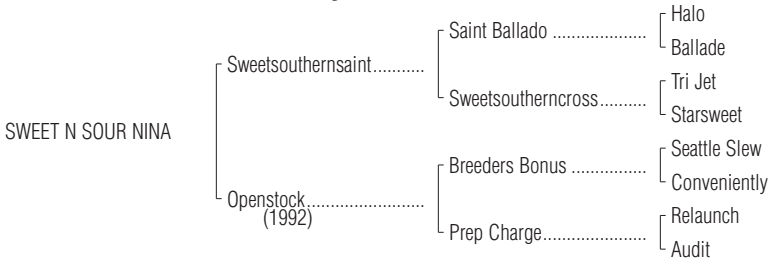 Halo
Saint Ballado ....................
Ballade
Sweetsouthernsaint...........
Tri Jet
Sweetsoutherncross..........
Starsweet
SWEET N SOUR NINA
Seattle Slew
Breeders Bonus ................
Conveniently
Openstock.........................
(1992)
Relaunch
Prep Charge......................
Audit